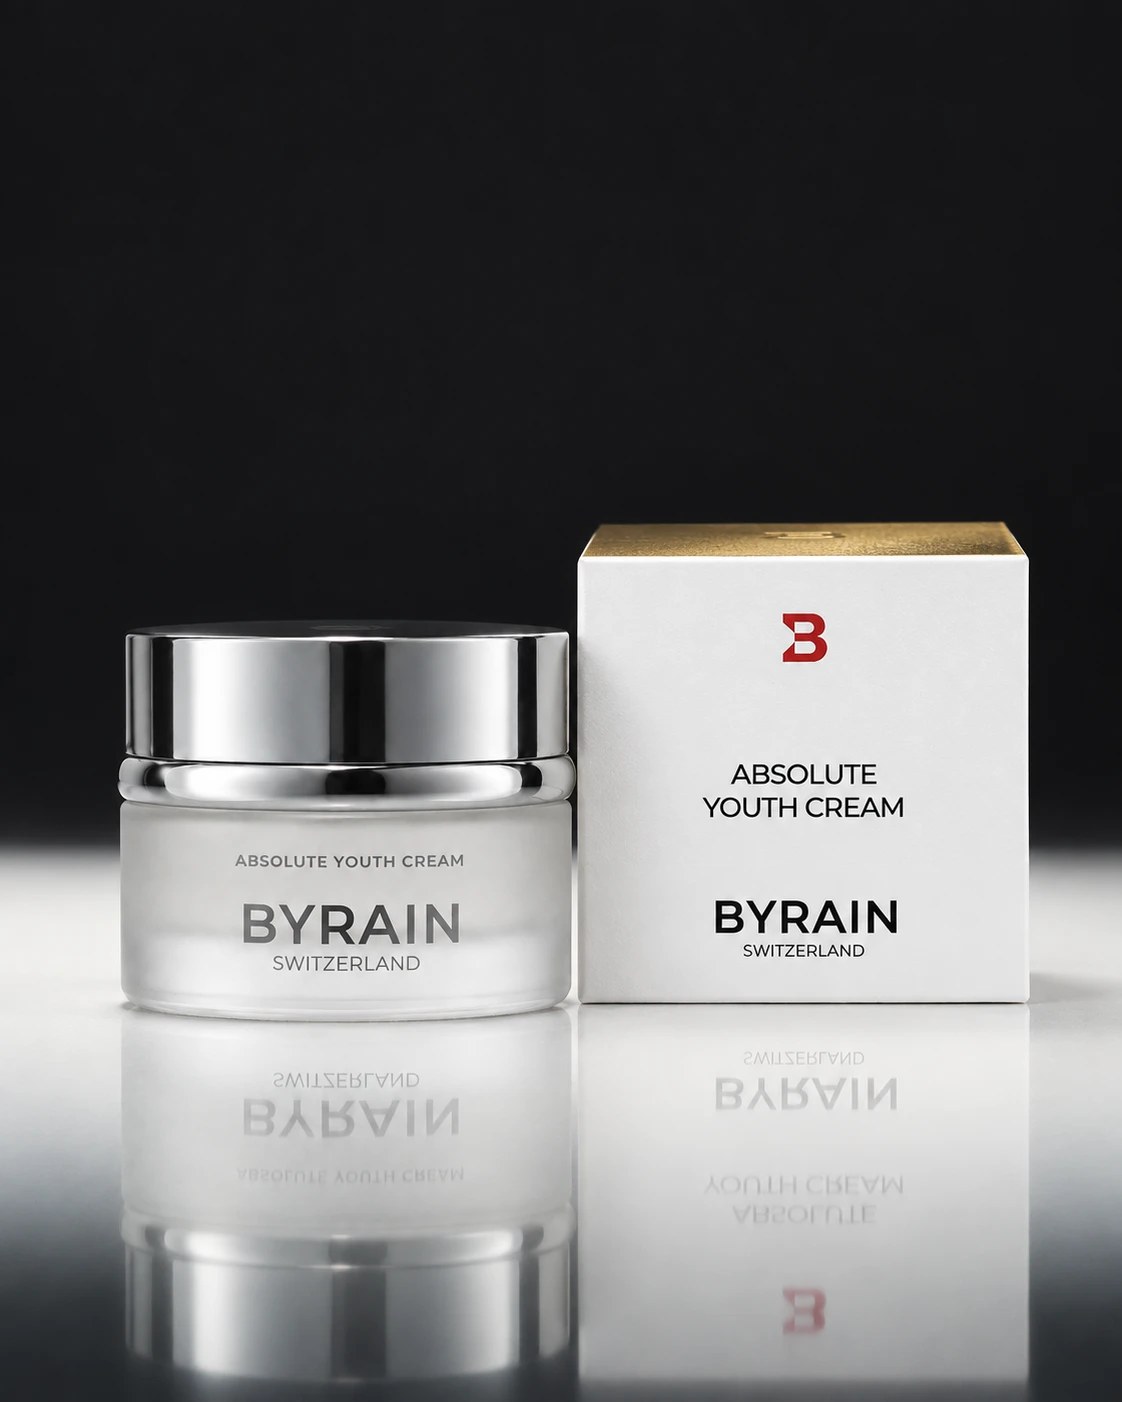 ABSOLUTE YOUTH CREAM
BYRAIN
SWITZERLAND
B
ABSOLUTE
YOUTH CREAM
BYRAIN
SWITZERLAND